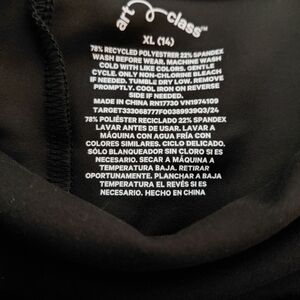 art class™
XL (14)
78% RECYCLED POLYESTRER 22% SPANDEX
WASH BEFORE WEAR. MACHINE WASH
COLD WITH LIKE COLORS, GENTLE
CYCLE. ONLY NON-CHLORINE BLEACH
IF NEEDED. TUMBLE DRY LOW. REMOVE
PROMPTLY. COOL IRON ON REVERSE
SIDE IF NEEDED.
MADE IN CHINA RN17730 VN1974109
TARGET333068777F003899193Q3/24
78% POLIÉSTER RECICLADO 22% SPANDEX
LAVAR ANTES DE USAR. LAVAR A
MÁQUINA CON AGUA FRÍA CON
COLORES SIMILARES. CICLO DELICADO.
SÓLO BLANQUEADOR SIN CLORO SI ES
NECESARIO. SECAR A MÁQUINA A
TEMPERATURA BAJA. RETIRAR
OPORTUNAMENTE. PLANCHAR A BAJA
TEMPERATURA EL REVÉS SI ES
NECESARIO. HECHO EN CHINA